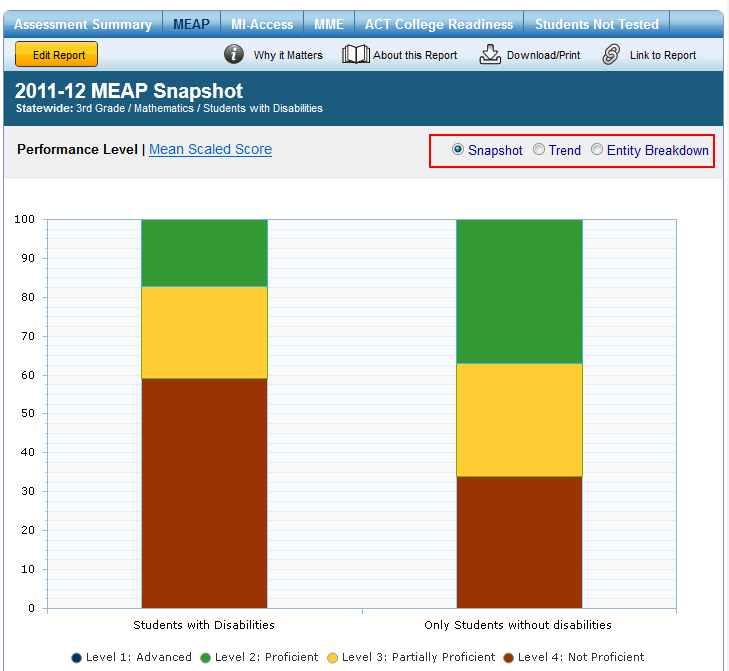 Assessment Summary MEAP MI-Access MME ACT College Readiness Students Not Tested
Edit Report Why it Matters About this Report Download/Print Link to Report
2011-12 MEAP Snapshot
Statewide: 3rd Grade / Mathematics / Students with Disabilities
Performance Level | Mean Scaled Score Snapshot Trend Entity Breakdown
100
90
80
70
60
50
40
30
20
10
0
Students with Disabilities Only Students without disabilities
Level 1: Advanced Level 2: Proficient Level 3: Partially Proficient Level 4: Not Proficient